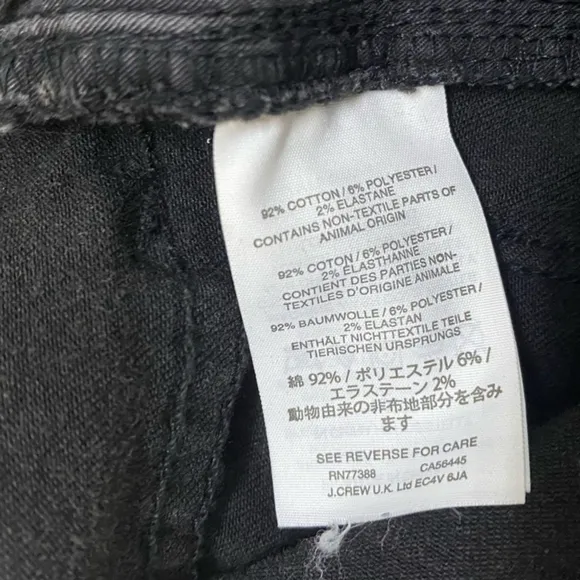 92% COTTON / 6% POLYESTER /
2% ELASTANE
CONTAINS NON-TEXTILE PARTS OF
ANIMAL ORIGIN
92% COTON / 6% POLYESTER /
2% ÉLASTHANNE
CONTIENT DES PARTIES NON-
TEXTILES D'ORIGINE ANIMALE
92% BAUMWOLLE / 6% POLYESTER /
2% ELASTAN
ENTHÄLT NICHTTEXTILE TEILE
TIERISCHEN URSPRUNGS
綿 92% / ポリエステル 6% /
エラステーン 2%
動物由来の非布地部分を含み
ます
SEE REVERSE FOR CARE
RN77388 CA56445
J.CREW U.K. Ltd EC4V 6JA